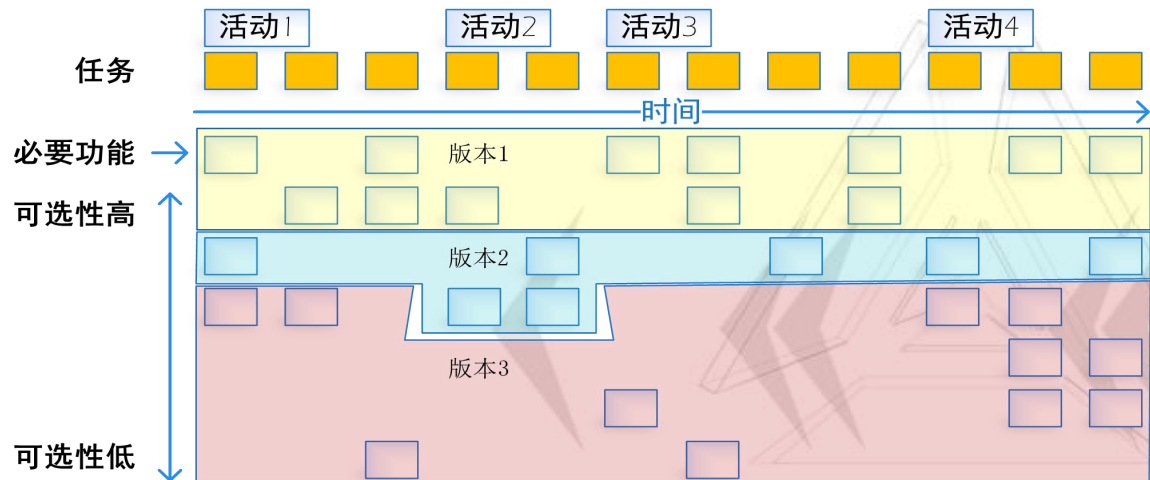 活动1
活动2
活动3
活动4
任务
时间
必要功能
版本1
可选性高
版本2
版本3
可选性低